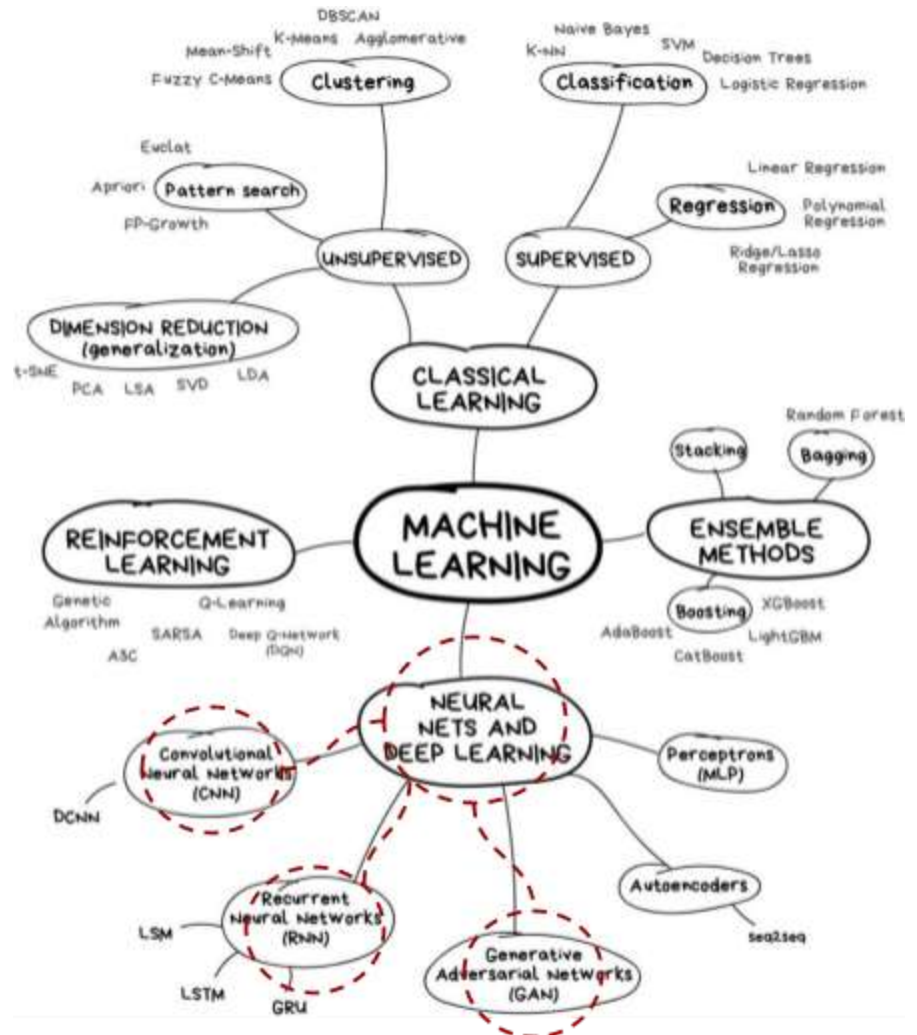 DBSCAN
K-Means
Agglomerative
Mean-Shift
Fuzzy C-Means
Clustering
Naive Bayes
K-NN
SVM
Decision Trees
Classification
Logistic Regression
Euclat
Apriori
Pattern search
FP-Growth
Linear Regression
Regression
Polynomial
Regression
Ridge/Lasso
Regression
UNSUPERVISED
SUPERVISED
DIMENSION REDUCTION
(generalization)
t-SNE
PCA
LSA
SVD
LDA
CLASSICAL
LEARNING
Random Forest
Stacking
Bagging
MACHINE
LEARNING
ENSEMBLE
METHODS
REINFORCEMENT
LEARNING
Genetic
Algorithm
Q-Learning
SARSA
Deep Q-Network
(DQN)
A3C
Boosting
XGBoost
AdaBoost
LightGBM
CatBoost
NEURAL
NETS AND
DEEP LEARNING
Convolutional
Neural Networks
(CNN)
DCNN
Perceptrons
(MLP)
Autoencoders
seq2seq
Recurrent
Neural Networks
(RNN)
LSM
LSTM
GRU
Generative
Adversarial Networks
(GAN)